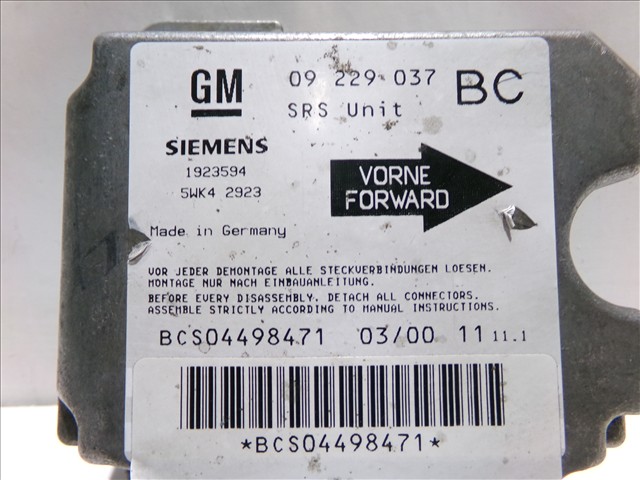 GM 09 229 037 BC
SRS Unit
SIEMENS
1923594
5WK4 2923
VORNE
FORWARD
Made in Germany
VOR JEDER DEMONTAGE ALLE STECKVERBINDUNGEN LOESEN.
MONTAGE NUR NACH EINBAUANLEITUNG.
BEFORE EVERY DISASSEMBLY. DETACH ALL CONNECTORS.
ASSEMBLE STRICTLY ACCORDING TO MANUAL INSTRUCTIONS.
BCS04498471 03/00 11 11.1
*BCS04498471*